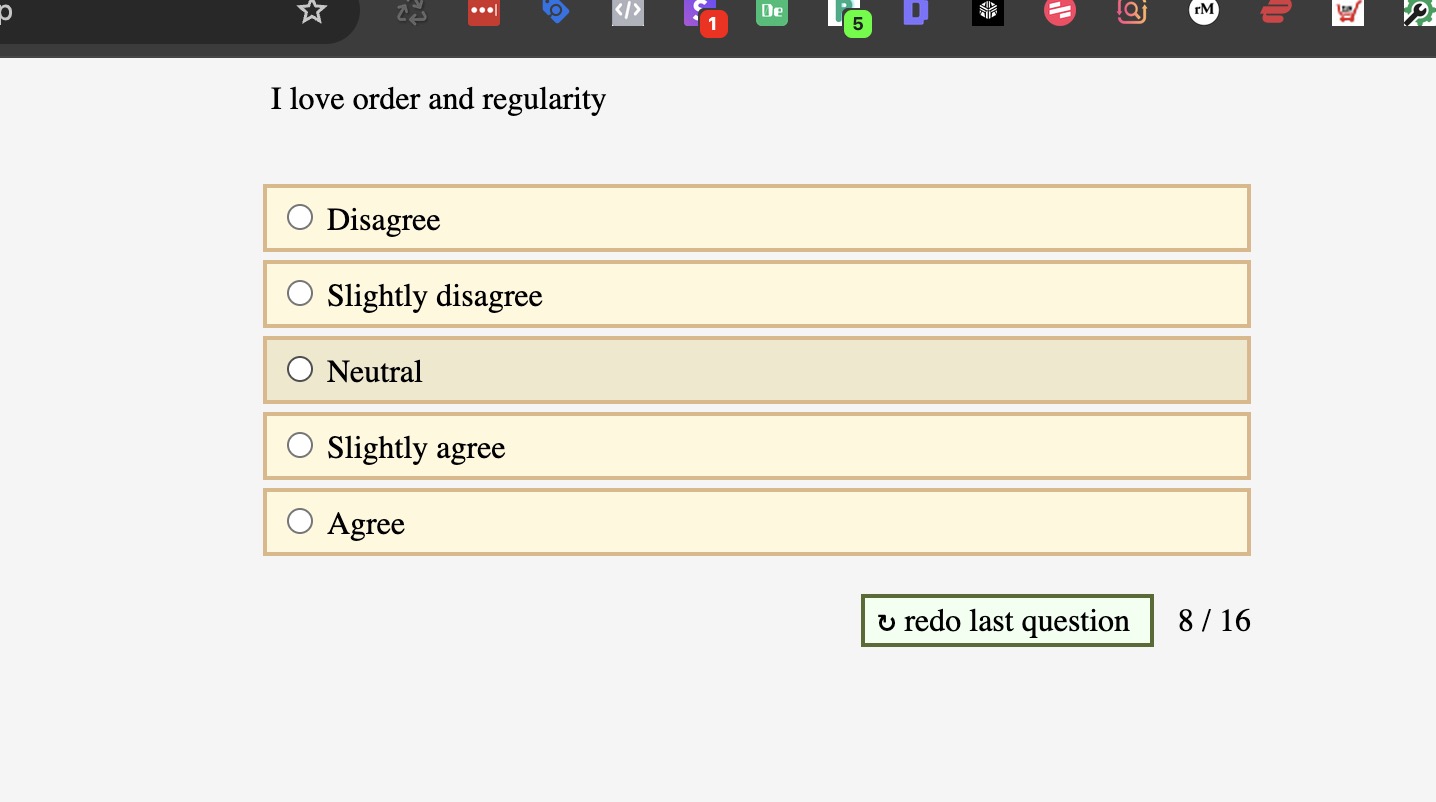 p
1
De
5
rM
I love order and regularity
Disagree
Slightly disagree
Neutral
Slightly agree
Agree
↻ redo last question 8 / 16